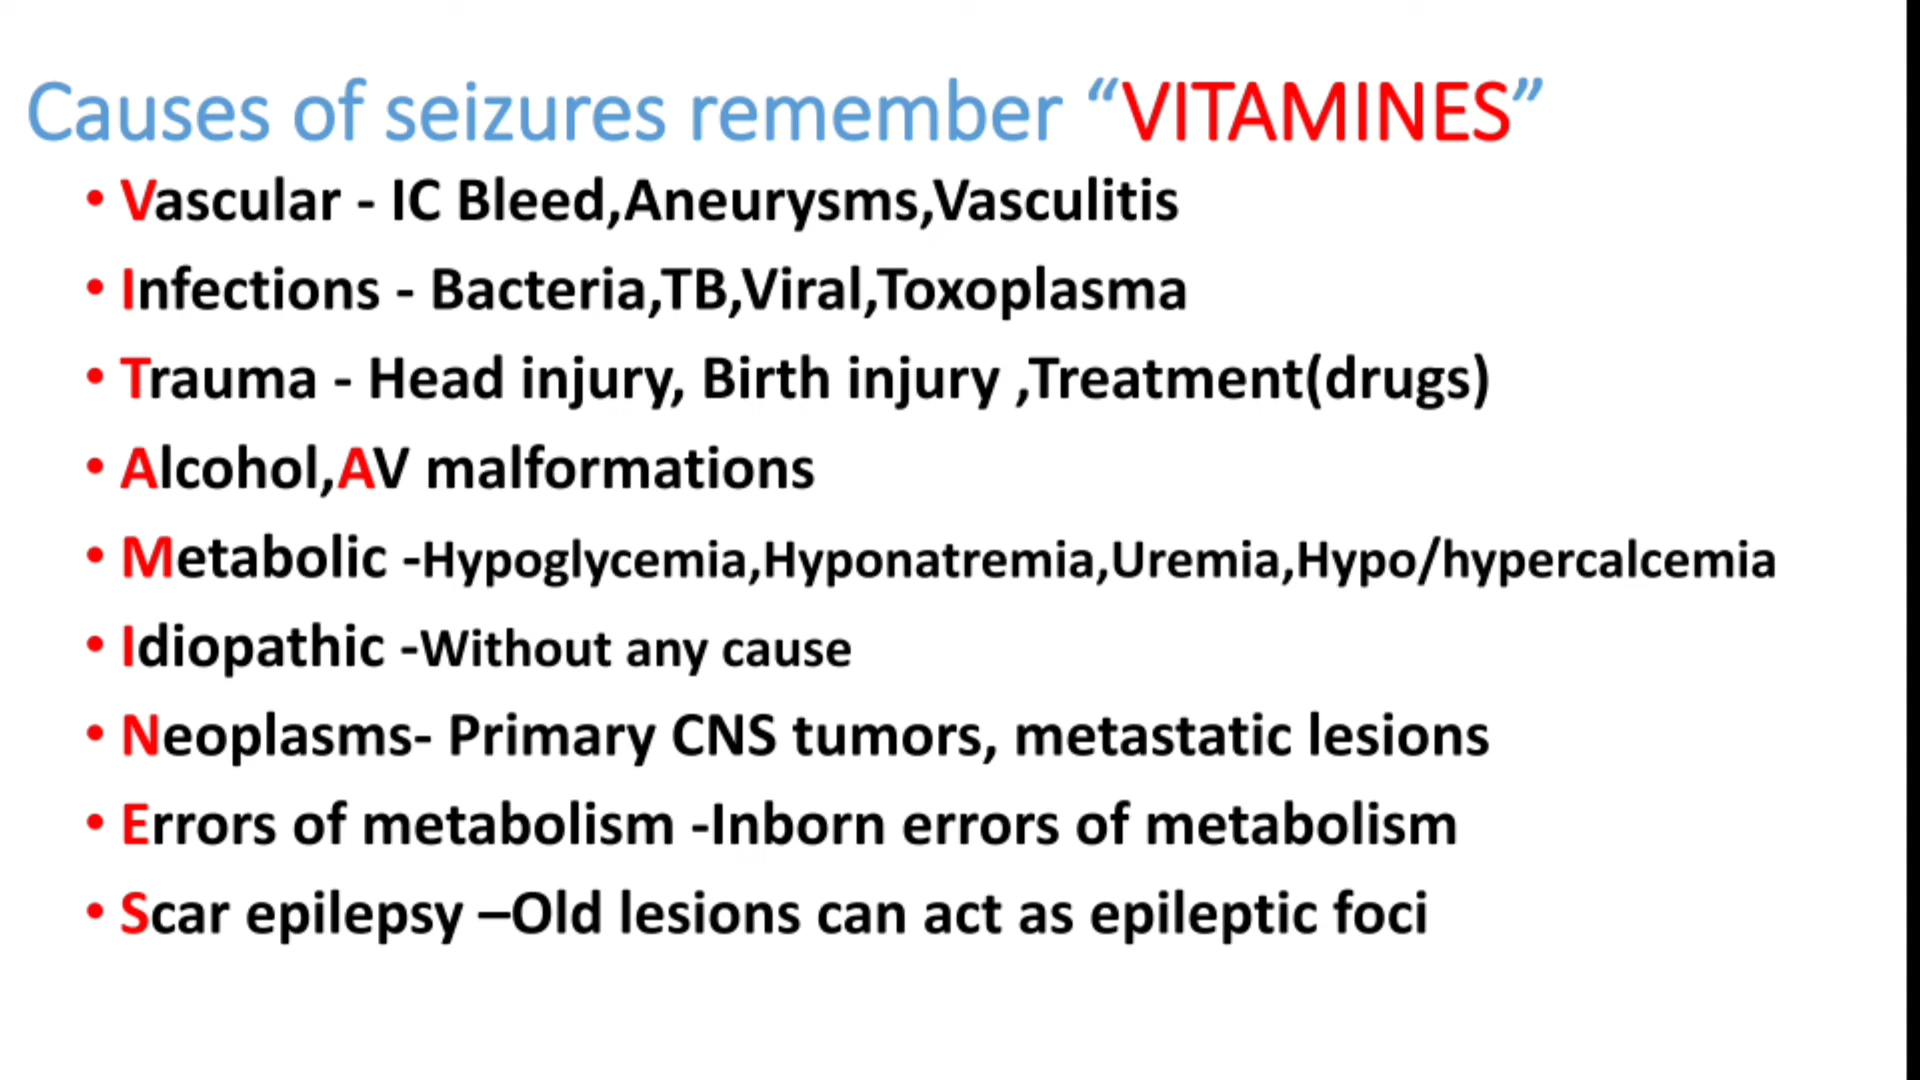 Causes of seizures remember “VITAMINES”
• Vascular - IC Bleed,Aneurysms,Vasculitis
• Infections - Bacteria,TB,Viral,Toxoplasma
• Trauma - Head injury, Birth injury ,Treatment(drugs)
• Alcohol,AV malformations
• Metabolic -Hypoglycemia,Hyponatremia,Uremia,Hypo/hypercalcemia
• Idiopathic -Without any cause
• Neoplasms- Primary CNS tumors, metastatic lesions
• Errors of metabolism -Inborn errors of metabolism
• Scar epilepsy –Old lesions can act as epileptic foci